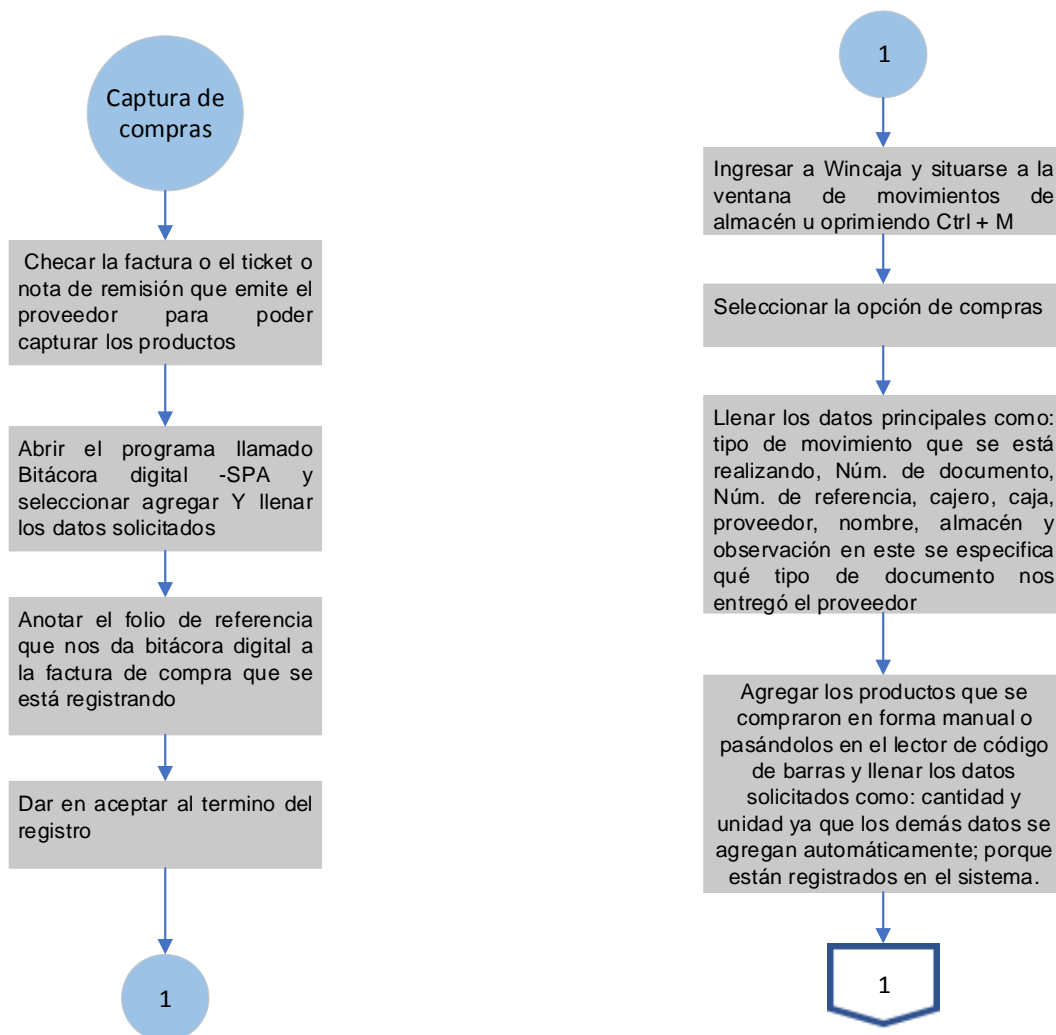 Captura de
compras
Checar la factura o el ticket o
nota de remisión que emite el
proveedor para poder
capturar los productos
Abrir el programa llamado
Bitácora digital -SPA y
seleccionar agregar Y llenar
los datos solicitados
Anotar el folio de referencia
que nos da bitácora digital a
la factura de compra que se
está registrando
Dar en aceptar al termino del
registro
1
1
Ingresar a Wincaja y situarse a la
ventana de movimientos de
almacén u oprimiendo Ctrl + M
Seleccionar la opción de compras
Llenar los datos principales como:
tipo de movimiento que se está
realizando, Núm. de documento,
Núm. de referencia, cajero, caja,
proveedor, nombre, almacén y
observación en este se especifica
qué tipo de documento nos
entregó el proveedor
Agregar los productos que se
compraron en forma manual o
pasándolos en el lector de código
de barras y llenar los datos
solicitados como: cantidad y
unidad ya que los demás datos se
agregan automáticamente; porque
están registrados en el sistema.
1